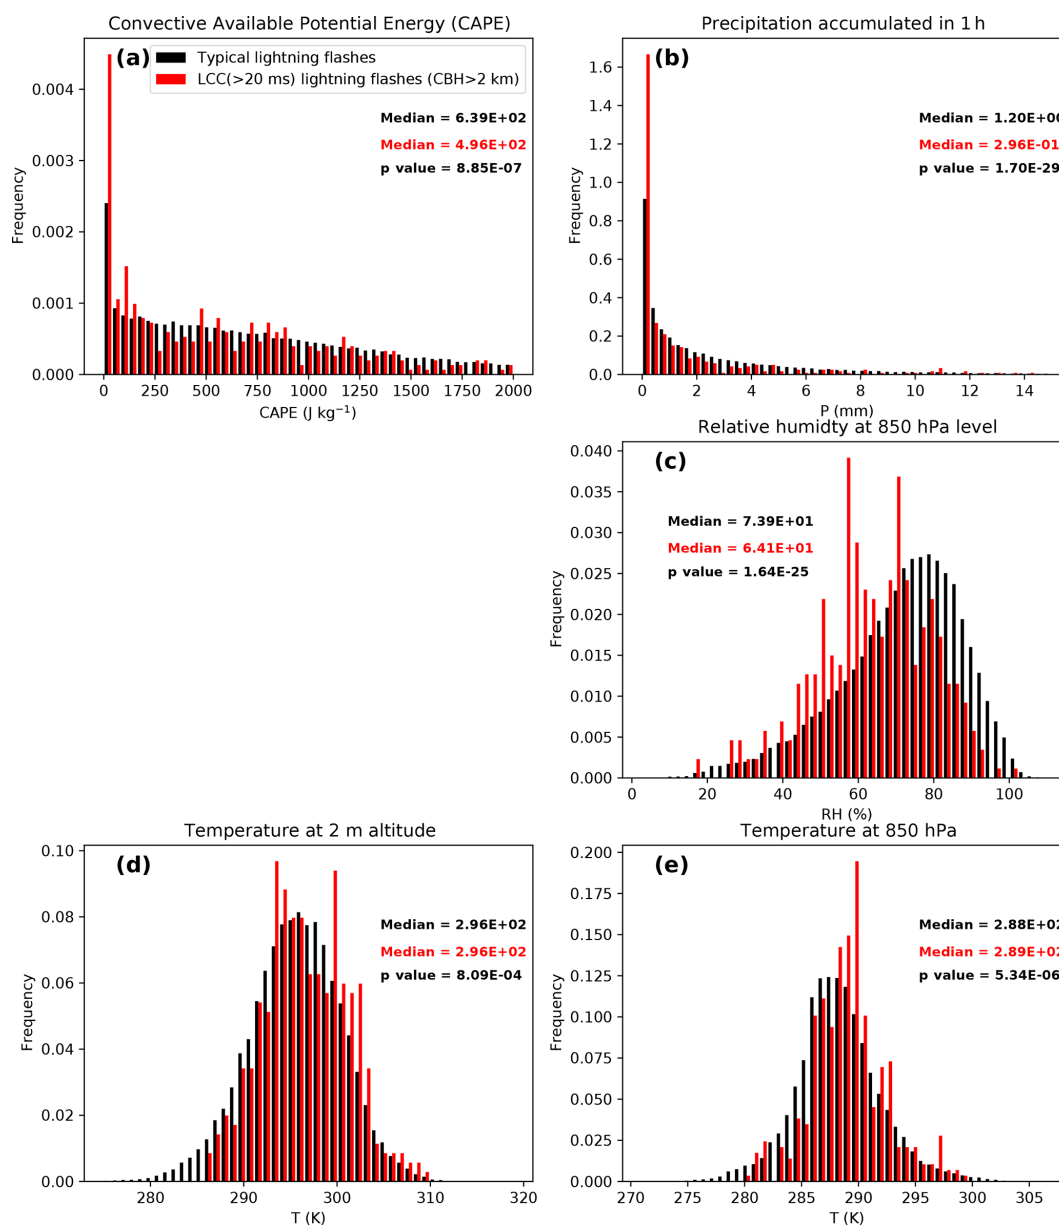 Convective Available Potential Energy (CAPE)
(a)
Typical lightning flashes
LCC(>20 ms) lightning flashes (CBH>2 km)
Median = 6.39E+02
Median = 4.96E+02
p value = 8.85E-07
Frequency
0.004
0.003
0.002
0.001
0.000
0 250 500 750 1000 1250 1500 1750 2000
CAPE (J kg⁻¹)
Precipitation accumulated in 1 h
(b)
Median = 1.20E+00
Median = 2.96E-01
p value = 1.70E-29
Frequency
1.6
1.4
1.2
1.0
0.8
0.6
0.4
0.2
0.0
0 2 4 6 8 10 12 14
P (mm)
Relative humidty at 850 hPa level
(c)
Median = 7.39E+01
Median = 6.41E+01
p value = 1.64E-25
Frequency
0.040
0.035
0.030
0.025
0.020
0.015
0.010
0.005
0.000
0 20 40 60 80 100
RH (%)
Temperature at 2 m altitude
(d)
Median = 2.96E+02
Median = 2.96E+02
p value = 8.09E-04
Frequency
0.10
0.08
0.06
0.04
0.02
0.00
280 290 300 310 320
T (K)
Temperature at 850 hPa
(e)
Median = 2.88E+02
Median = 2.89E+02
p value = 5.34E-06
Frequency
0.200
0.175
0.150
0.125
0.100
0.075
0.050
0.025
0.000
270 275 280 285 290 295 300 305
T (K)